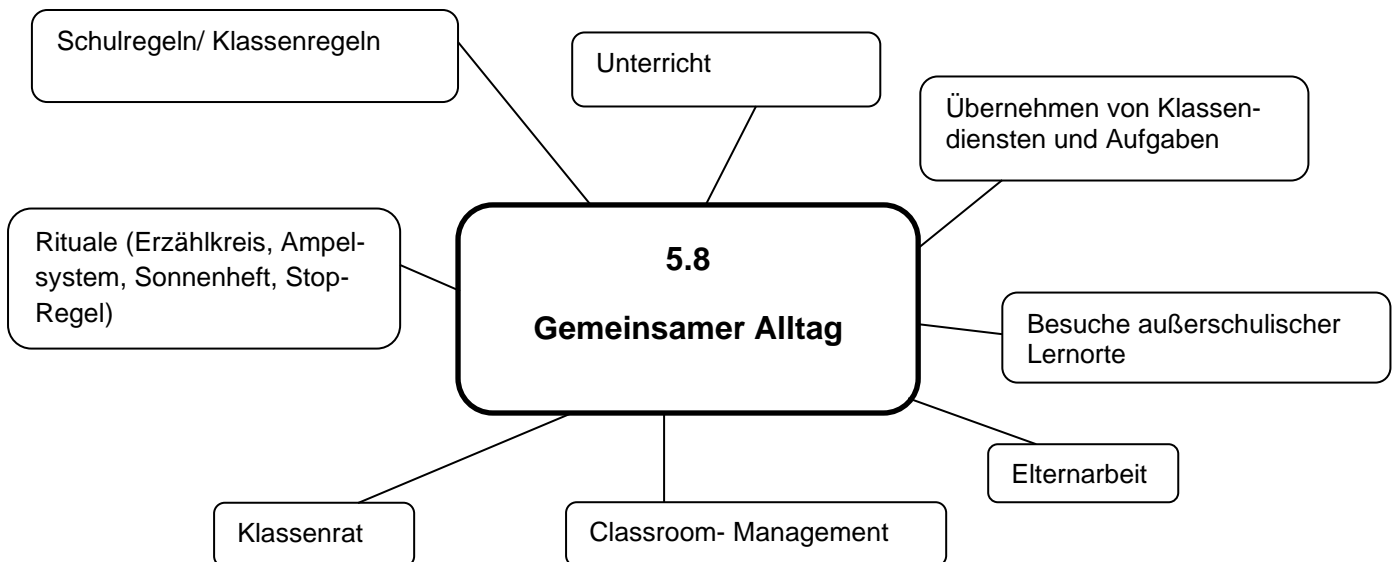 Schulregeln/ Klassenregeln
Unterricht
Übernehmen von Klassen-
diensten und Aufgaben
Rituale (Erzählkreis, Ampel-
system, Sonnenheft, Stop-
Regel)
5.8
Gemeinsamer Alltag
Besuche außerschulischer
Lernorte
Elternarbeit
Klassenrat
Classroom- Management